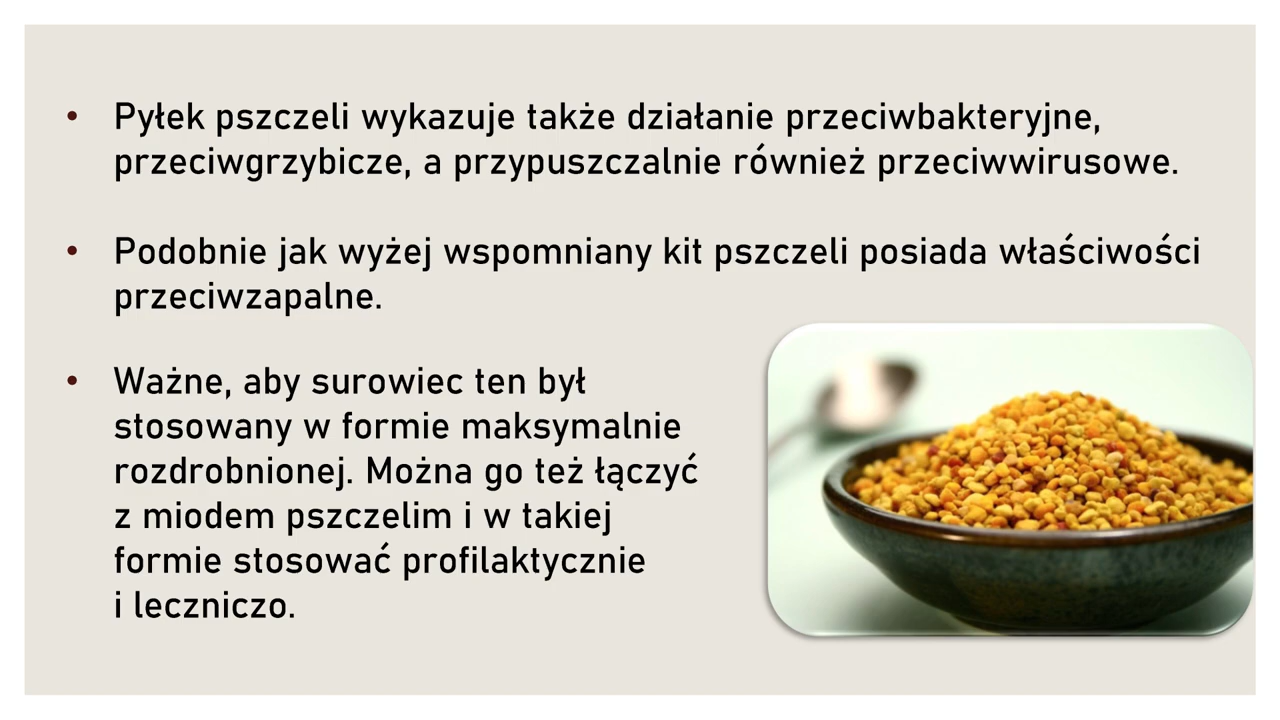 • Pyłek pszczeli wykazuje także działanie przeciwbakteryjne,
przeciwgrzybicze, a przypuszczalnie również przeciwwirusowe.
• Podobnie jak wyżej wspomniany kit pszczeli posiada właściwości
przeciwzapalne.
• Ważne, aby surowiec ten był
stosowany w formie maksymalnie
rozdrobnionej. Można go też łączyć
z miodem pszczelim i w takiej
formie stosować profilaktycznie
i leczniczo.